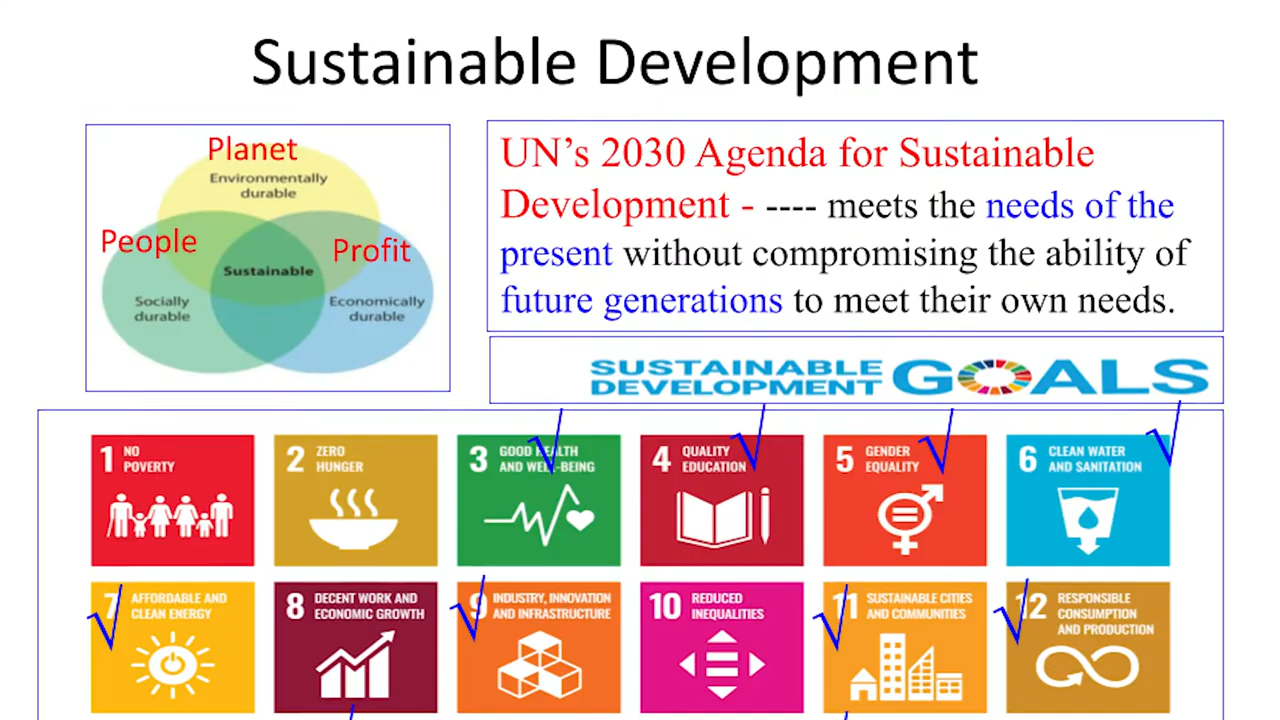 Sustainable Development
Planet
Environmentally
durable
People
Profit
Sustainable
Socially
durable
Economically
durable
UN’s 2030 Agenda for Sustainable
Development - ---- meets the needs of the
present without compromising the ability of
future generations to meet their own needs.
SUSTAINABLE
DEVELOPMENT GOALS
1 NO
POVERTY
2 ZERO
HUNGER
3 GOOD HEALTH
AND WELL-BEING
4 QUALITY
EDUCATION
5 GENDER
EQUALITY
6 CLEAN WATER
AND SANITATION
7 AFFORDABLE AND
CLEAN ENERGY
8 DECENT WORK AND
ECONOMIC GROWTH
9 INDUSTRY, INNOVATION
AND INFRASTRUCTURE
10 REDUCED
INEQUALITIES
11 SUSTAINABLE CITIES
AND COMMUNITIES
12 RESPONSIBLE
CONSUMPTION
AND PRODUCTION